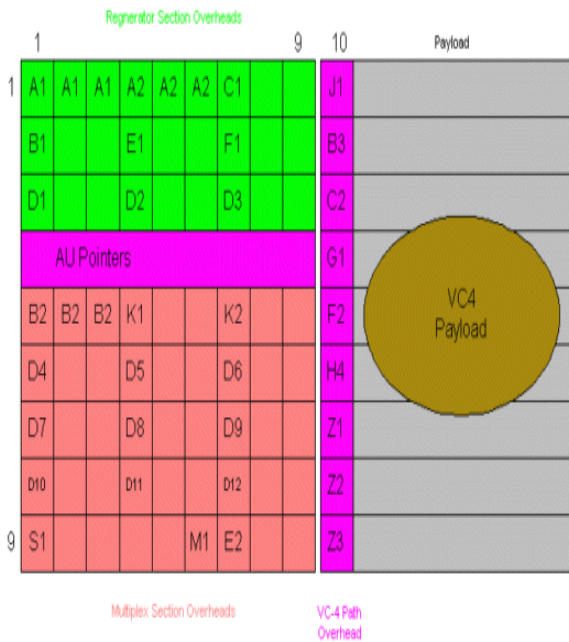 Regnerator Section Overheads
1 9 10 Payload
1 A1 A1 A1 A2 A2 A2 C1 J1
B1 E1 F1 B3
D1 D2 D3 C2
AU Pointers G1
B2 B2 B2 K1 K2 F2
VC4
Payload
D4 D5 D6 H4
D7 D8 D9 Z1
D10 D11 D12 Z2
9 S1 M1 E2 Z3
Multiplex Section Overheads
VC-4 Path
Overhead